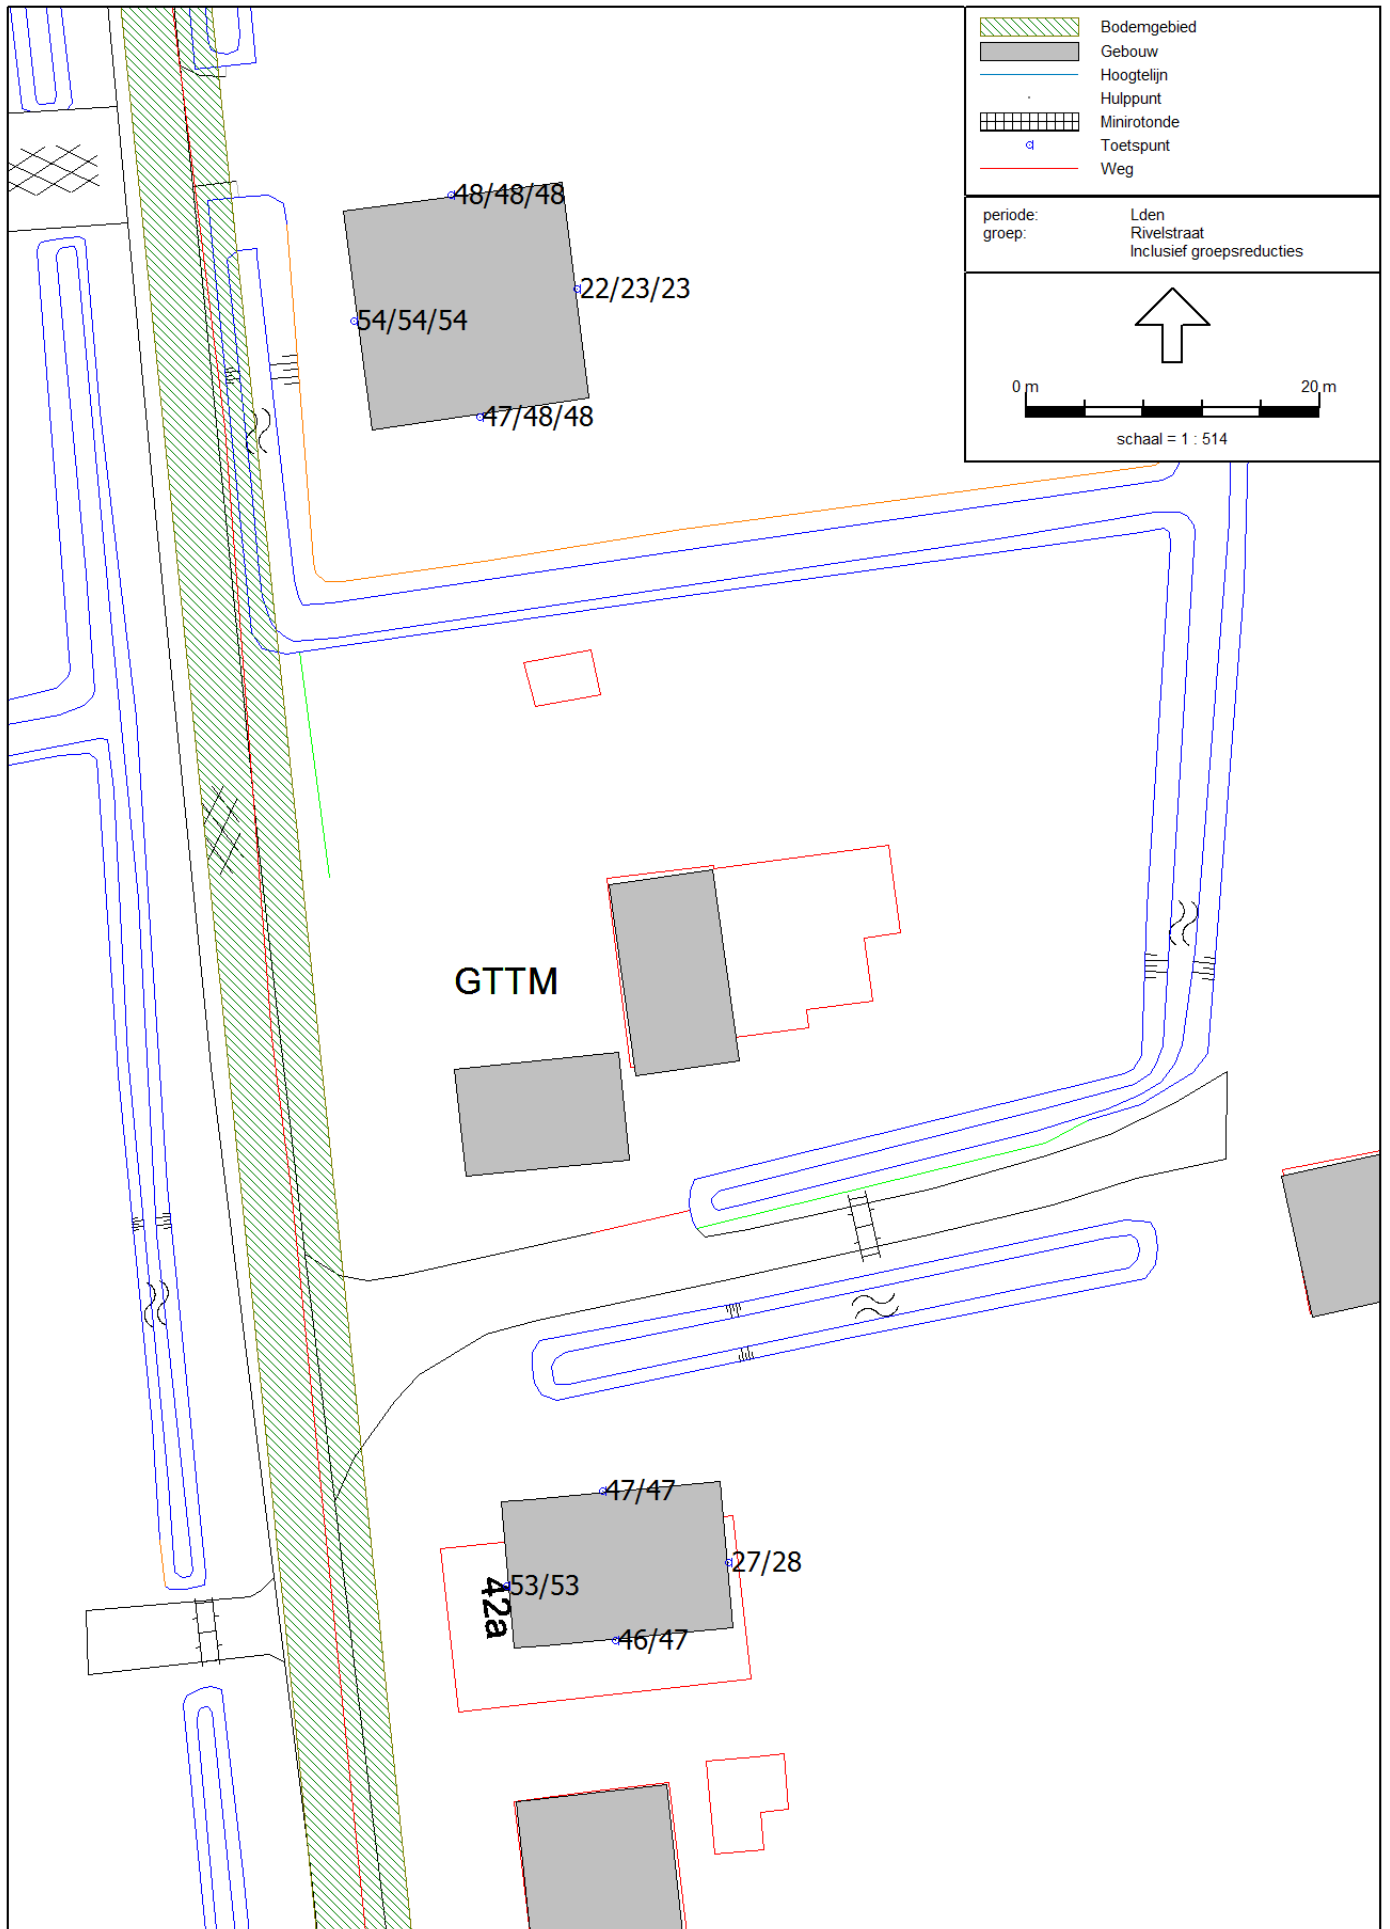 Bodemgebied
Gebouw
Hoogtelijn
Hulppunt
Minirotonde
Toetspunt
Weg
periode: Lden
groep: Rivelstraat
Inclusief groepsreducties
0 m 20 m
schaal = 1 : 514
48/48/48
22/23/23
54/54/54
47/48/48
GTTM
47/47
27/28
53/53
42a
46/47